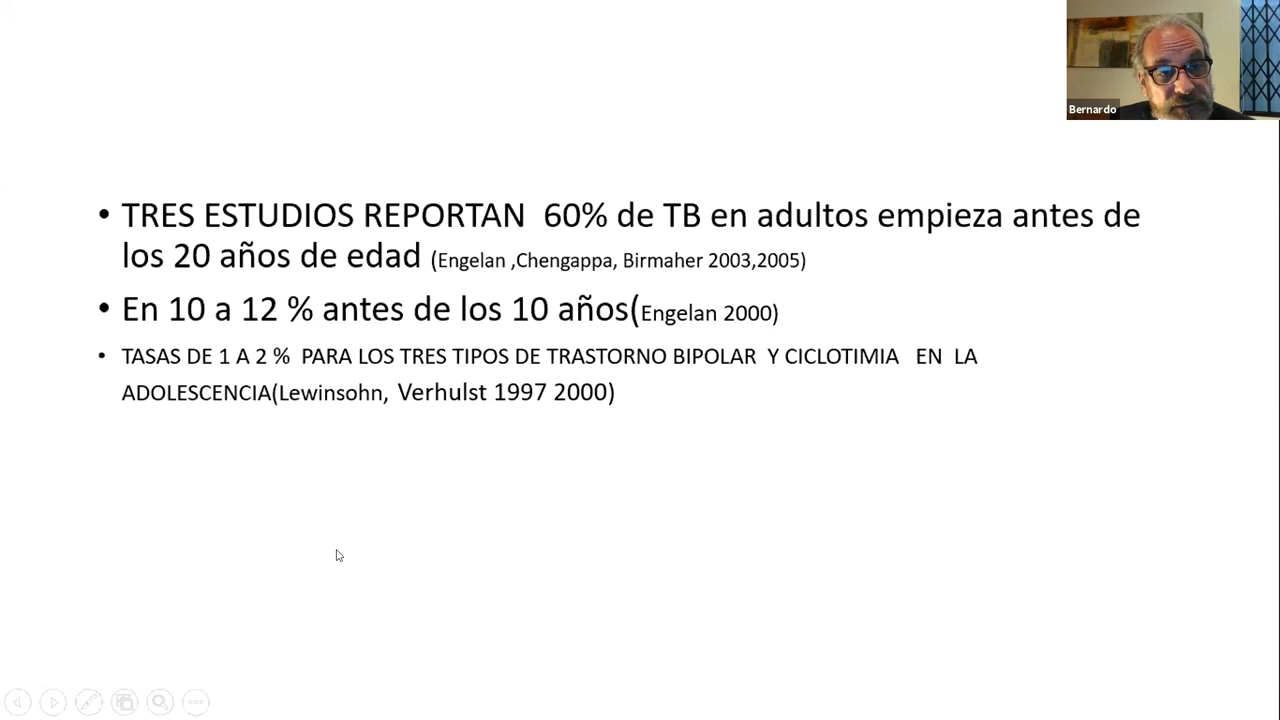 Bernardo
• TRES ESTUDIOS REPORTAN 60% de TB en adultos empieza antes de
los 20 años de edad (Engelan ,Chengappa, Birmaher 2003,2005)
• En 10 a 12 % antes de los 10 años(Engelan 2000)
• TASAS DE 1 A 2 % PARA LOS TRES TIPOS DE TRASTORNO BIPOLAR Y CICLOTIMIA EN LA
ADOLESCENCIA(Lewinsohn, Verhulst 1997 2000)